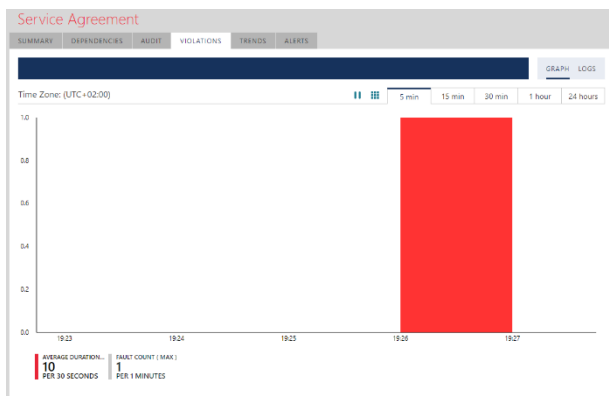 Service Agreement
SUMMARY DEPENDENCIES AUDIT VIOLATIONS TRENDS ALERTS
GRAPH LOGS
Time Zone: (UTC+02:00) 5 min 15 min 30 min 1 hour 24 hours
1.0
0.8
0.6
0.4
0.2
0.0
19:23 19:24 19:25 19:26 19:27
AVERAGE DURATION... FAULT COUNT ( MAX )
10 1
PER 30 SECONDS PER 1 MINUTES